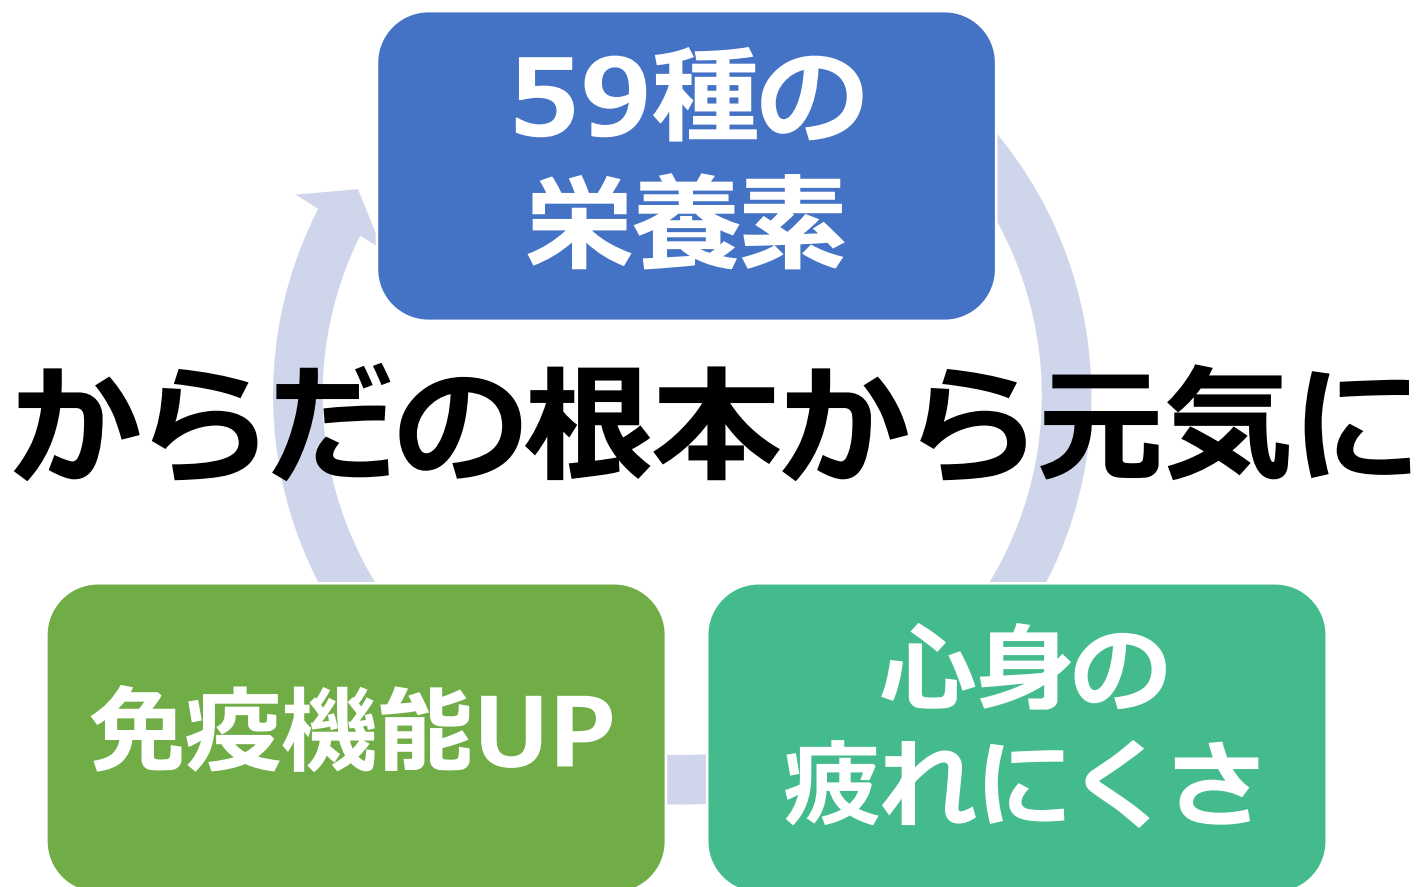 59種の
栄養素
からだの根本から元気に
免疫機能UP
心身の
疲れにくさ